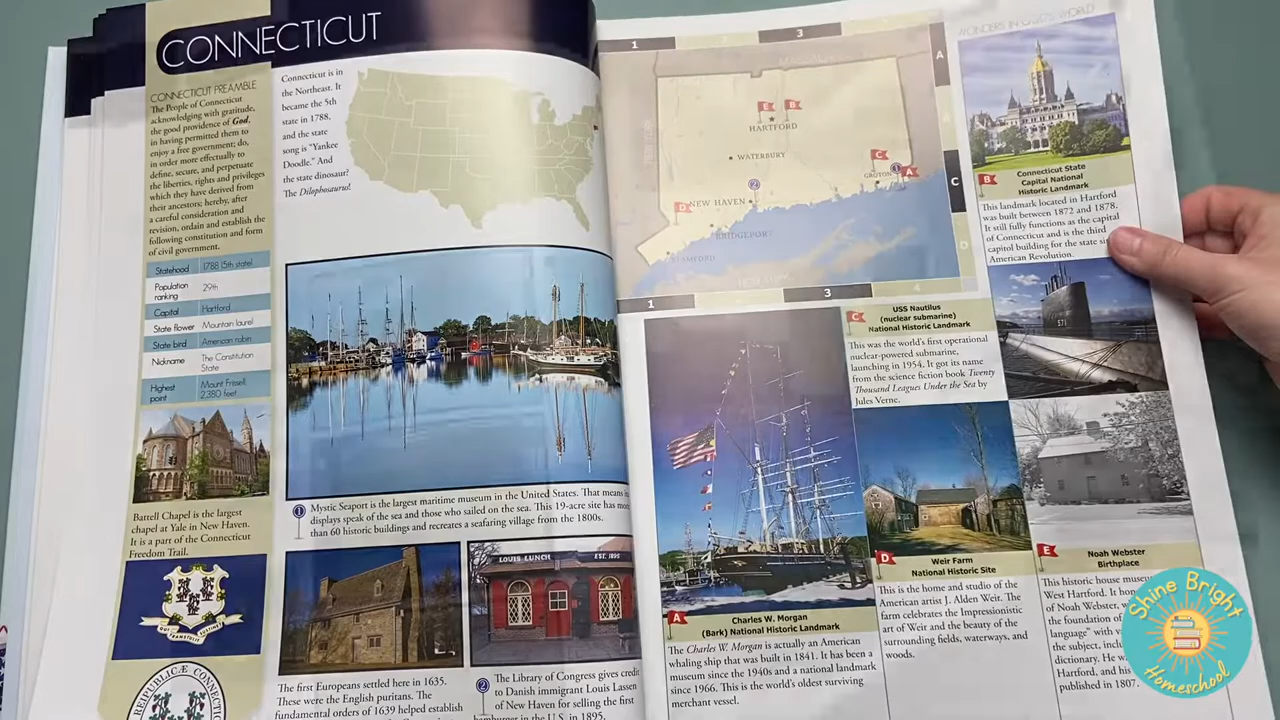 CONNECTICUT
CONNECTICUT PREAMBLE
The People of Connecticut
acknowledging with gratitude,
the good providence of God,
in having permitted them to
enjoy a free government; do,
in order more effectually to
define, secure, and perpetuate
the liberties, rights and privileges
which they have derived from
their ancestors; hereby, after
a careful consideration and
revision, ordain and establish the
following constitution and form
of civil government.
Statehood 1788 (5th state)
Population
ranking 29th
Capital Hartford
State flower Mountain laurel
State bird American robin
Nickname The Constitution
State
Highest
point Mount Frissell
2,380 feet
Battell Chapel is the largest
chapel at Yale in New Haven.
It is part of the Connecticut
Freedom Trail.
Connecticut is in
the Northeast. It
became the 5th
state in 1788,
and the state
song is "Yankee
Doodle." And
the state dinosaur?
The Dilophosaurus!
1 Mystic Seaport is the largest maritime museum in the United States. That means
displays speak of the sea and those who sailed on the sea. This 19-acre site has
than 60 historic buildings and recreates a seafaring village from the 1800s.
LOUIS LUNCH EST. 1895
The first Europeans settled here in 1635.
These were the English puritans. The
fundamental orders of 1639 helped establish
2 The Library of Congress gives credit
to Danish immigrant Louis Lassen
of New Haven for selling the first
hamburger in the U.S. in 1895.
1 2 3
A
C
D
E B
HARTFORD
WATERBURY
C
GROTON 1 A
2
D NEW HAVEN
BRIDGEPORT
STAMFORD
1 3 4
WONDERS IN GOD'S WORLD
B Connecticut State
Capital National
Historic Landmark
This landmark located in Hartford
was built between 1872 and 1878.
It still fully functions as the capital
of Connecticut and is the third
capitol building for the state
American Revolution.
C USS Nautilus
(nuclear submarine)
National Historic Landmark
This was the world's first operational
nuclear-powered submarine,
launching in 1954. It got its name
from the science fiction book Twenty
Thousand Leagues Under the Sea by
Jules Verne.
571
A Charles W. Morgan
(Bark) National Historic Landmark
The Charles W. Morgan is actually an American
whaling ship that was built in 1841. It has been a
museum since the 1940s and a national landmark
since 1966. This is the world's oldest surviving
merchant vessel.
D Weir Farm
National Historic Site
This is the home and studio of the
American artist J. Alden Weir. The
farm celebrates the Impressionistic
art of Weir and the beauty of the
surrounding fields, waterways, and
woods.
E Noah Webster
Birthplace
This historic house
West Hartford. It
of Noah Webster,
the foundation of
language" with
the subject,
dictionary. He
Hartford, and his
published in 1807.
Shine Bright
Homeschool